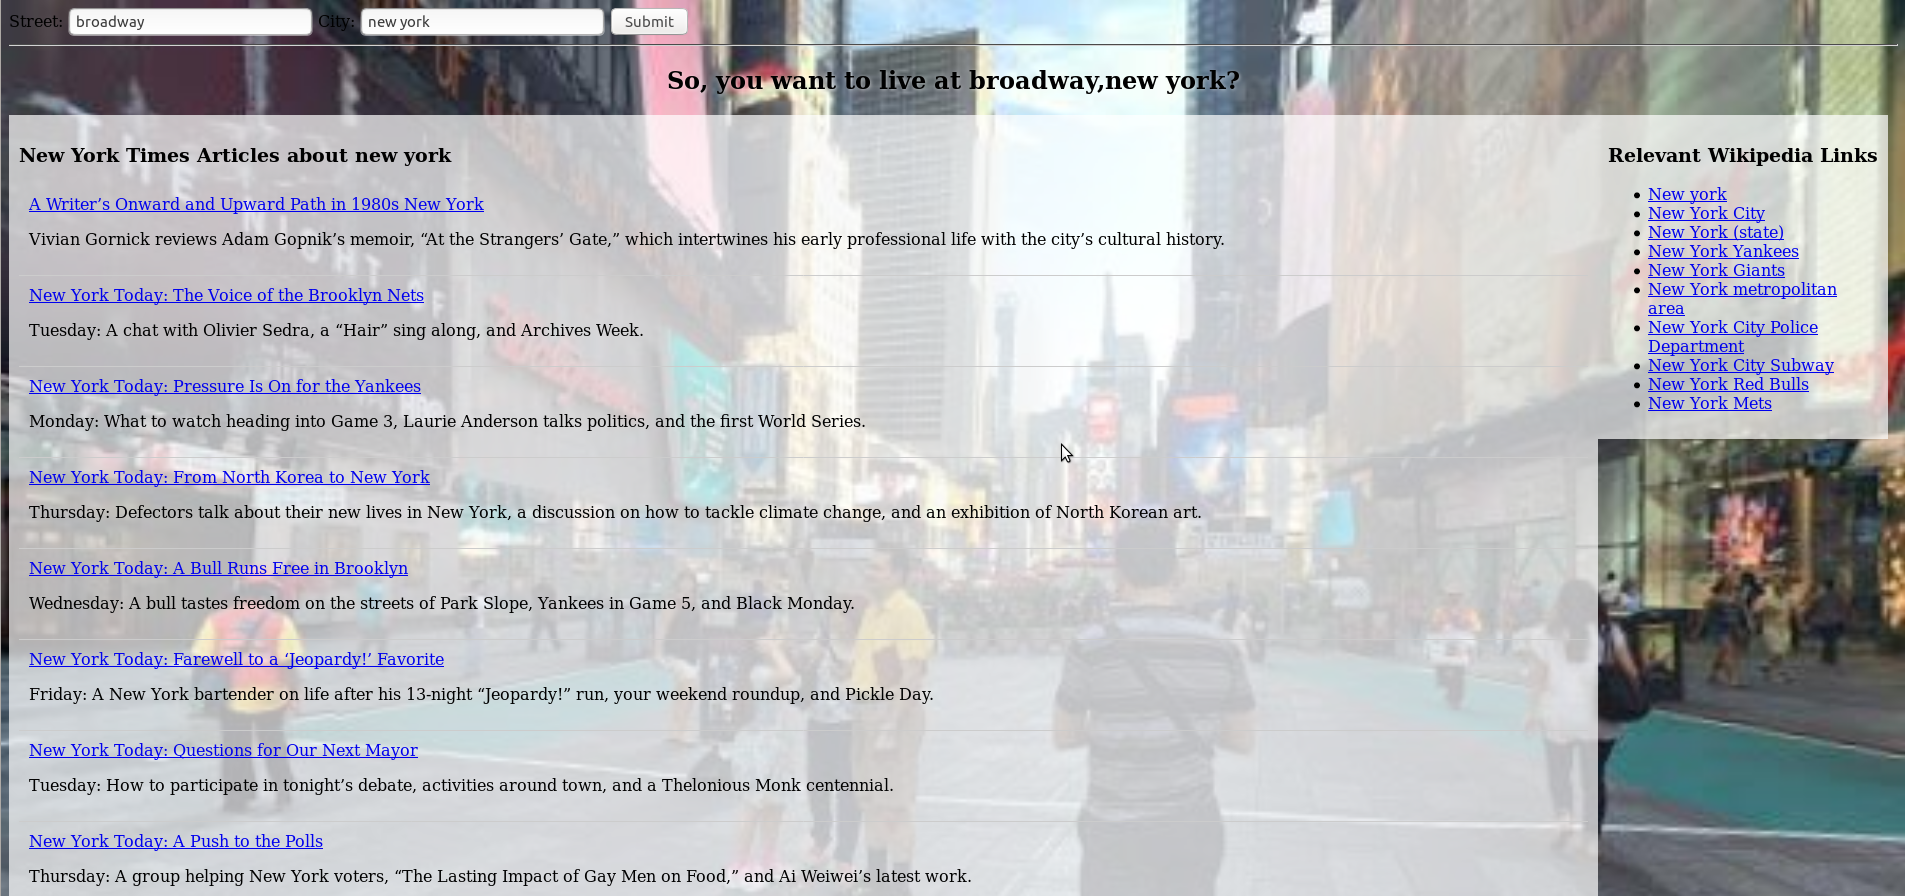 Street: broadway City: new york Submit
So, you want to live at broadway,new york?
New York Times Articles about new york
A Writer’s Onward and Upward Path in 1980s New York
Vivian Gornick reviews Adam Gopnik’s memoir, “At the Strangers’ Gate,” which intertwines his early professional life with the city’s cultural history.
New York Today: The Voice of the Brooklyn Nets
Tuesday: A chat with Olivier Sedra, a “Hair” sing along, and Archives Week.
New York Today: Pressure Is On for the Yankees
Monday: What to watch heading into Game 3, Laurie Anderson talks politics, and the first World Series.
New York Today: From North Korea to New York
Thursday: Defectors talk about their new lives in New York, a discussion on how to tackle climate change, and an exhibition of North Korean art.
New York Today: A Bull Runs Free in Brooklyn
Wednesday: A bull tastes freedom on the streets of Park Slope, Yankees in Game 5, and Black Monday.
New York Today: Farewell to a ‘Jeopardy!’ Favorite
Friday: A New York bartender on life after his 13-night “Jeopardy!” run, your weekend roundup, and Pickle Day.
New York Today: Questions for Our Next Mayor
Tuesday: How to participate in tonight’s debate, activities around town, and a Thelonious Monk centennial.
New York Today: A Push to the Polls
Thursday: A group helping New York voters, “The Lasting Impact of Gay Men on Food,” and Ai Weiwei’s latest work.
Relevant Wikipedia Links
New york
New York City
New York (state)
New York Yankees
New York Giants
New York metropolitan
area
New York City Police
Department
New York City Subway
New York Red Bulls
New York Mets